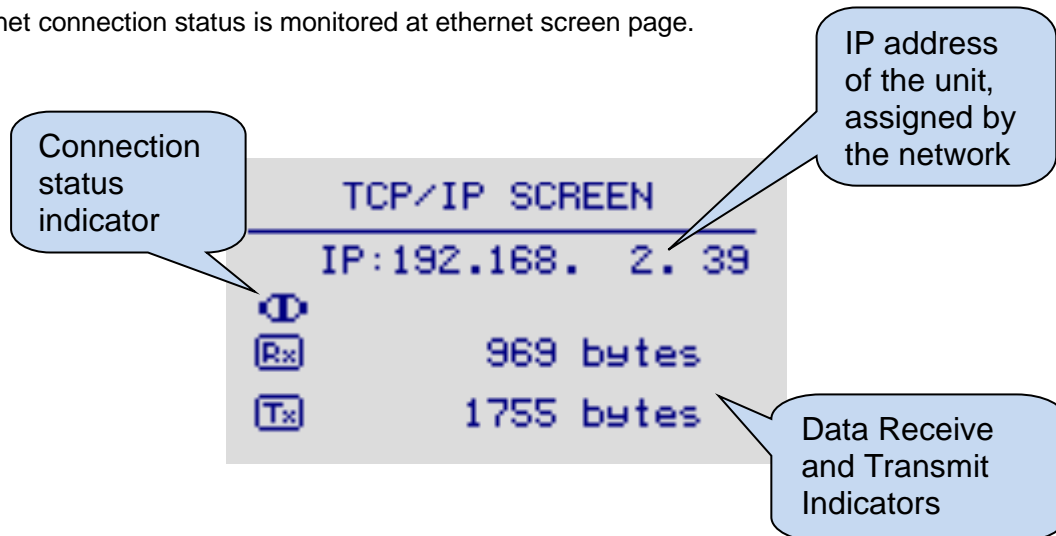 net connection status is monitored at ethernet screen page.
IP address
of the unit,
assigned by
the network
Connection
status
indicator
TCP/IP SCREEN
IP:192.168.  2. 39
Rx 969 bytes
Tx 1755 bytes
Data Receive
and Transmit
Indicators